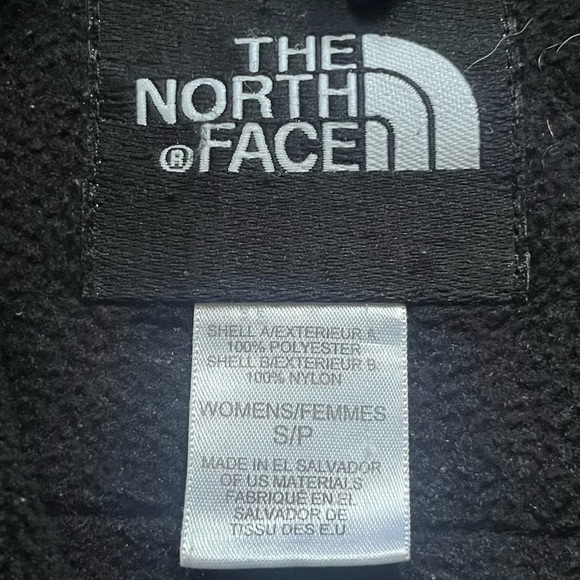 THE
NORTH
® FACE
SHELL A/EXTERIEUR A:
100% POLYESTER
SHELL B/EXTERIEUR B:
100% NYLON
WOMENS/FEMMES
S/P
MADE IN EL SALVADOR
OF US MATERIALS
FABRIQUÉ EN EL
SALVADOR DE
TISSU DES E.U.